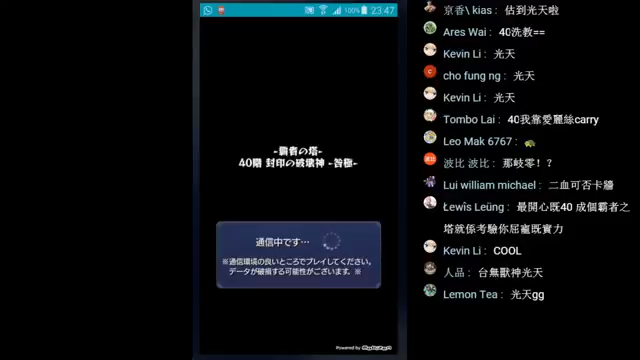 100% 23:47
-覇者の塔-
40階 封印の破壊神 -智極-
通信中です…
※通信環境の良いところでプレイしてください。
データが破損する可能性がございます。※
Powered by
京香\ kias : 估到光天啦
Ares Wai : 40洗教==
Kevin Li : 光天
cho fung ng : 光天
Kevin Li : 光天
Tombo Lai : 40我靠愛麗絲carry
Leo Mak 6767 :
波比 波比 : 那岐零！？
Lui william michael : 二血可否卡牆
Łewîs Leüng : 最開心既40 成個覇者之
塔就係考驗你屈寵既實力
Kevin Li : COOL
人品 : 台無獸神光天
Lemon Tea : 光天gg